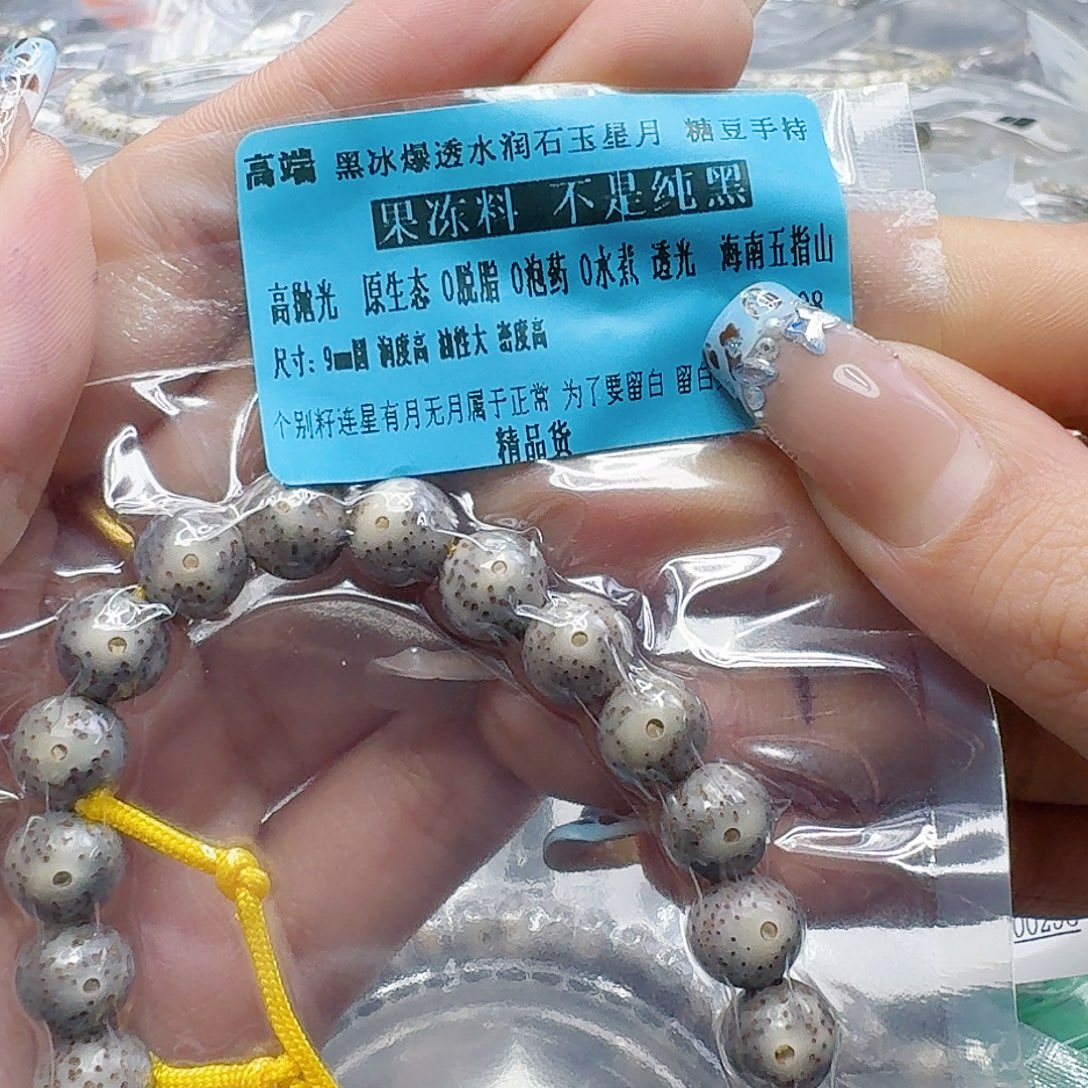 高端 黑冰爆透水润石玉星月 糖豆手持
果冻料 不是纯黑
高抛光 原生态 0脱脂 0泡药 0水煮 透光 海南五指山
98
尺寸：9mm圆 润度高 油性大 密度高
个别籽连星有月无月属于正常 为了要留白 留白
精品货